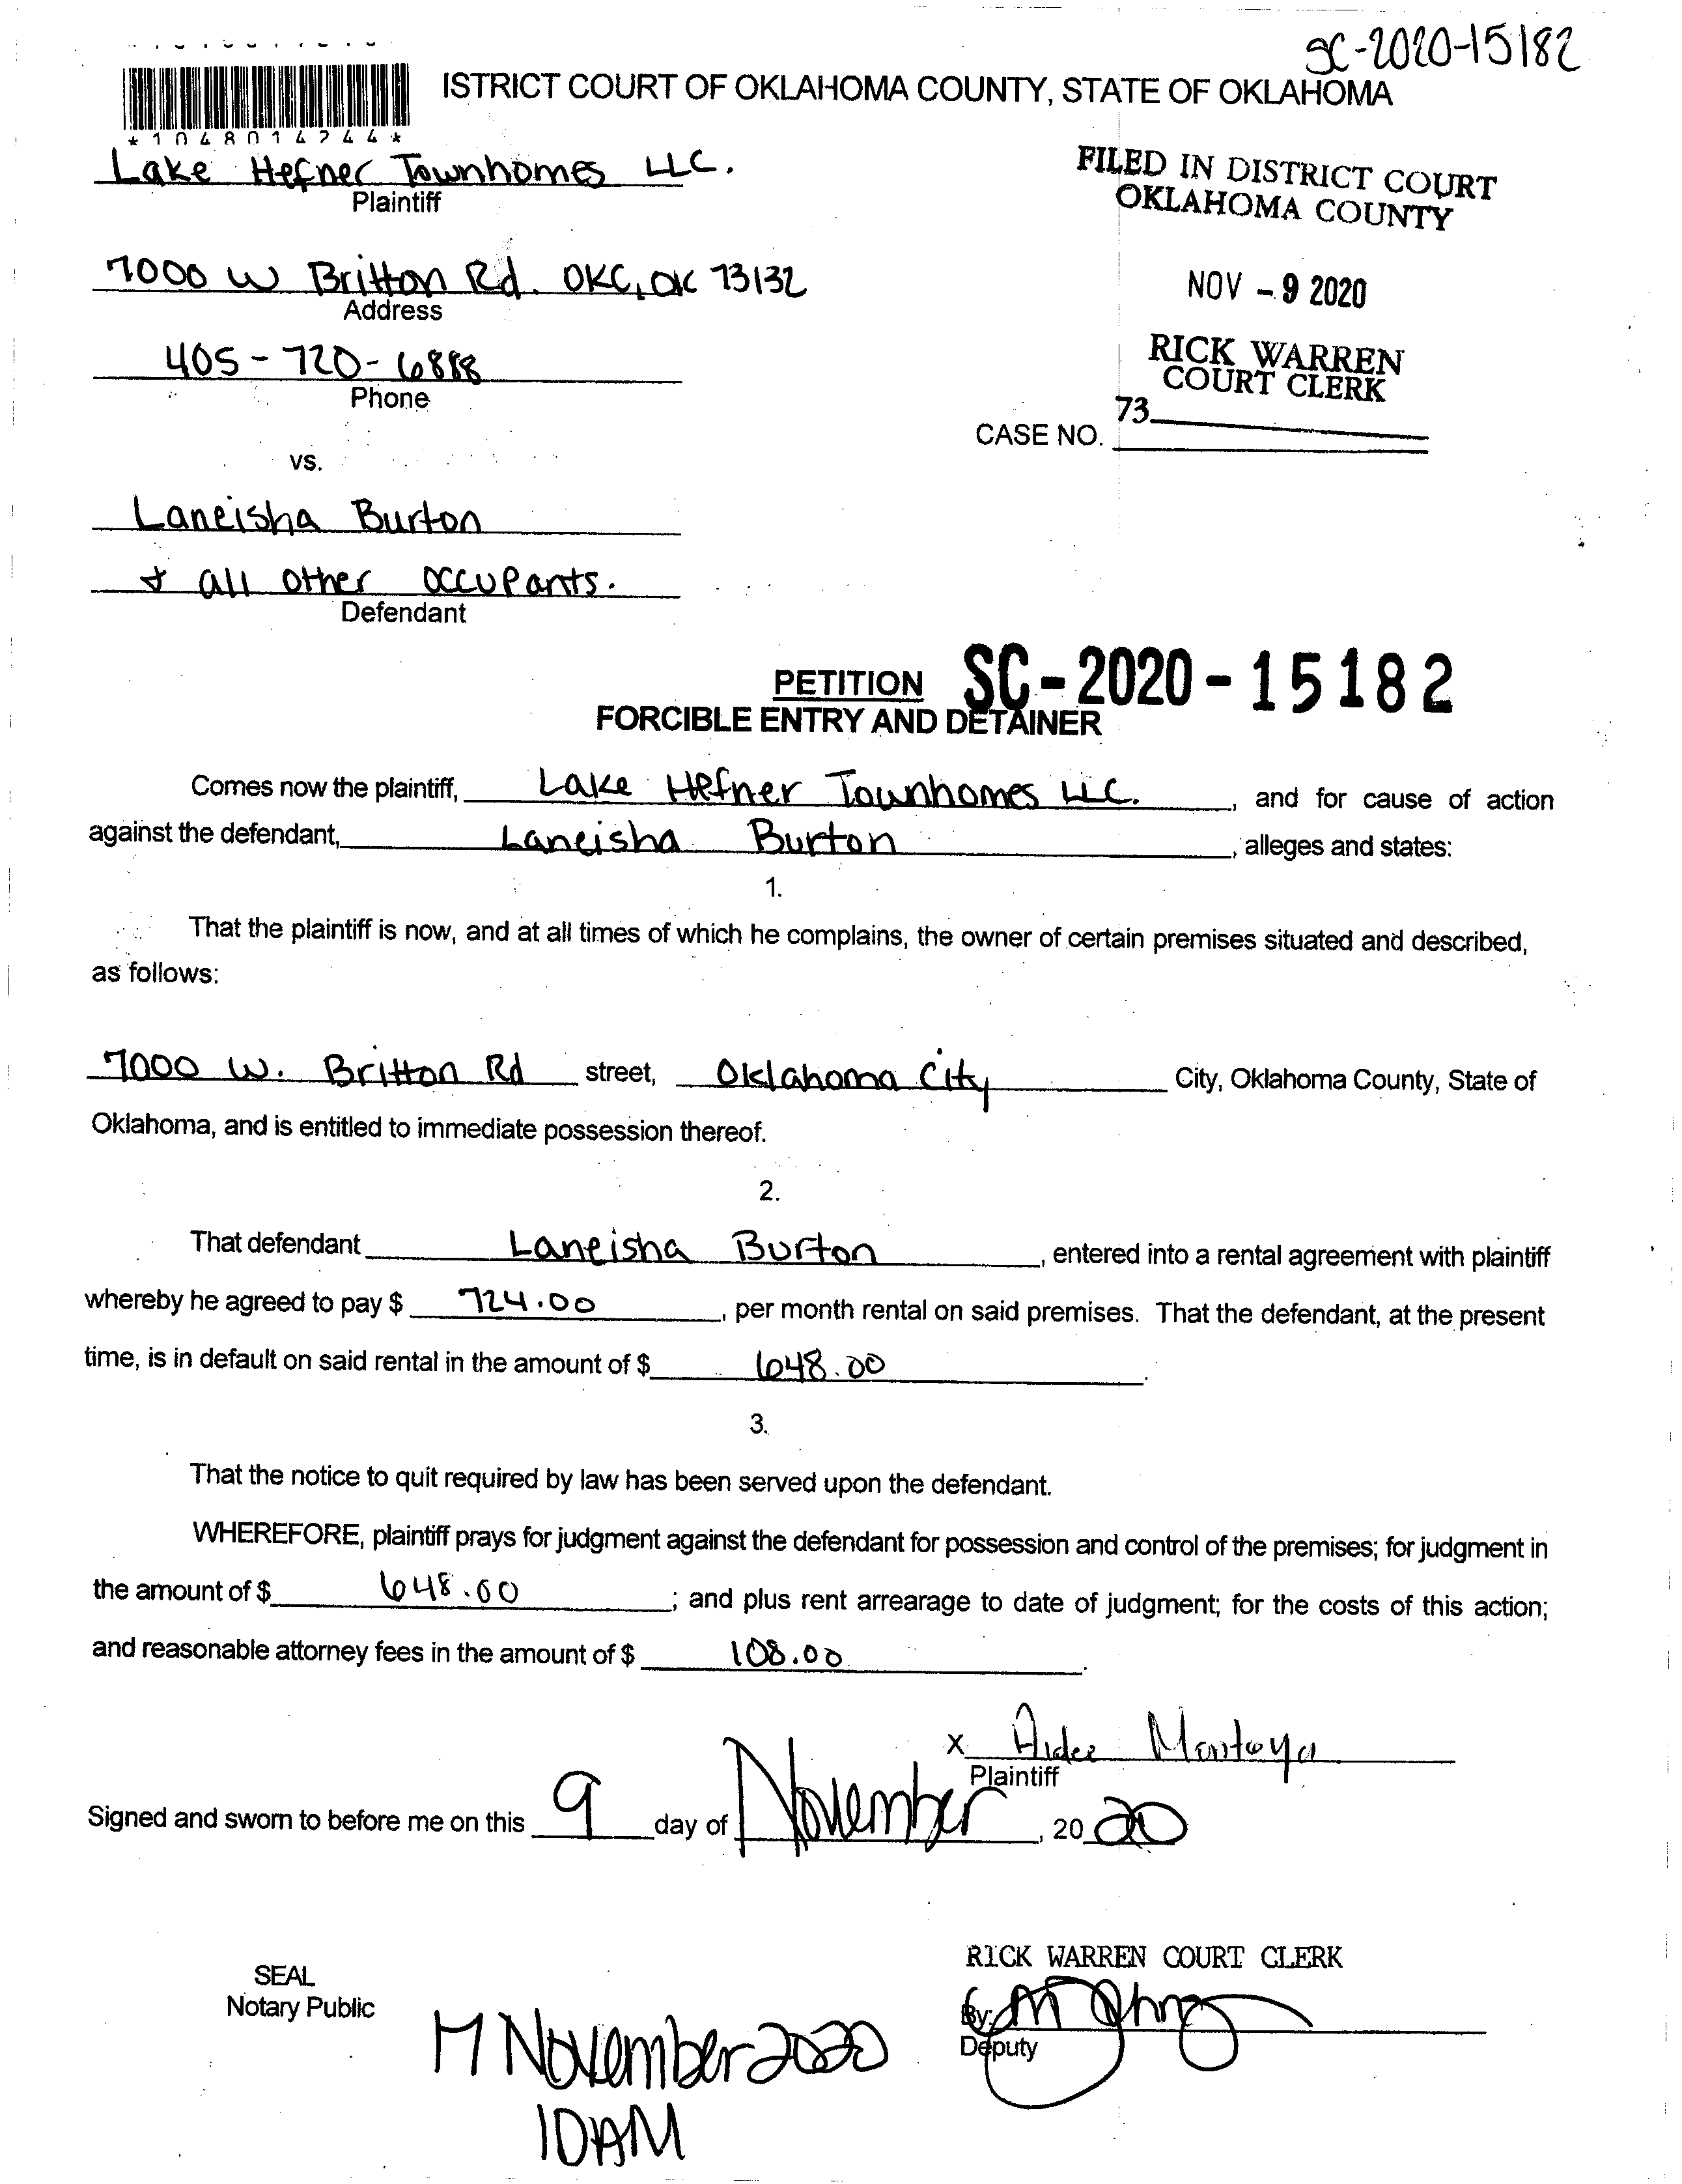 SC-2020-15182
ISTRICT COURT OF OKLAHOMA COUNTY, STATE OF OKLAHOMA
Lake Hefner Townhomes LLC.
Plaintiff
FILED IN DISTRICT COURT
OKLAHOMA COUNTY
7000 W Britton Rd. OKC, OK 73132
Address
NOV - 9 2020
405-720-6888
Phone
RICK WARREN
COURT CLERK
73
CASE NO.
vs.
Laneisha Burton
& all other occupants.
Defendant
PETITION SC-2020-15182
FORCIBLE ENTRY AND DETAINER
Comes now the plaintiff, Lake Hefner Townhomes LLC. , and for cause of action
against the defendant, Laneisha Burton , alleges and states:
1.
That the plaintiff is now, and at all times of which he complains, the owner of certain premises situated and described,
as follows:
7000 W. Britton Rd street, Oklahoma City City, Oklahoma County, State of
Oklahoma, and is entitled to immediate possession thereof.
2.
That defendant Laneisha Burton , entered into a rental agreement with plaintiff
whereby he agreed to pay $ 724.00 , per month rental on said premises. That the defendant, at the present
time, is in default on said rental in the amount of $ 648.00 .
3.
That the notice to quit required by law has been served upon the defendant.
WHEREFORE, plaintiff prays for judgment against the defendant for possession and control of the premises; for judgment in
the amount of $ 648.00 ; and plus rent arrearage to date of judgment; for the costs of this action;
and reasonable attorney fees in the amount of $ 108.00 .
X Aidee Montoya
Plaintiff
Signed and sworn to before me on this 9 day of November , 20 20
RICK WARREN COURT CLERK
SEAL
Notary Public
By:
Deputy
17 November 2020
10AM